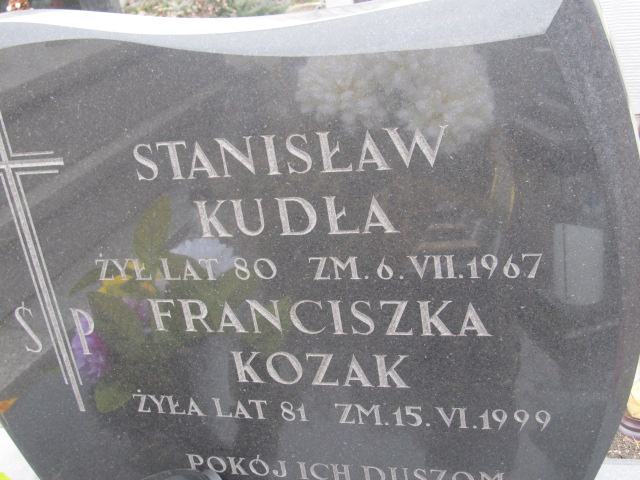 STANISŁAW
KUDŁA
ŻYŁ LAT 80 ZM. 6. VII. 1967
Ś P FRANCISZKA
KOZAK
ŻYŁA LAT 81 ZM. 15. VI. 1999
POKÓJ ICH DUSZOM